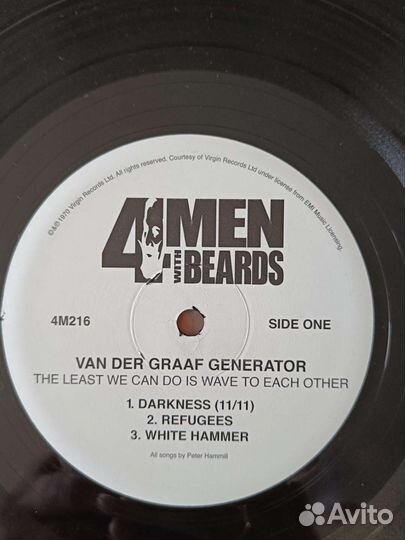 ℗&© 1970 Virgin Records Ltd. All rights reserved. Courtesy of Virgin Records Ltd under license from EMI Music Licensing.
4 MEN
WITH BEARDS
4M216
SIDE ONE
VAN DER GRAAF GENERATOR
THE LEAST WE CAN DO IS WAVE TO EACH OTHER
1. DARKNESS (11/11)
2. REFUGEES
3. WHITE HAMMER
All songs by Peter Hammill
Avito